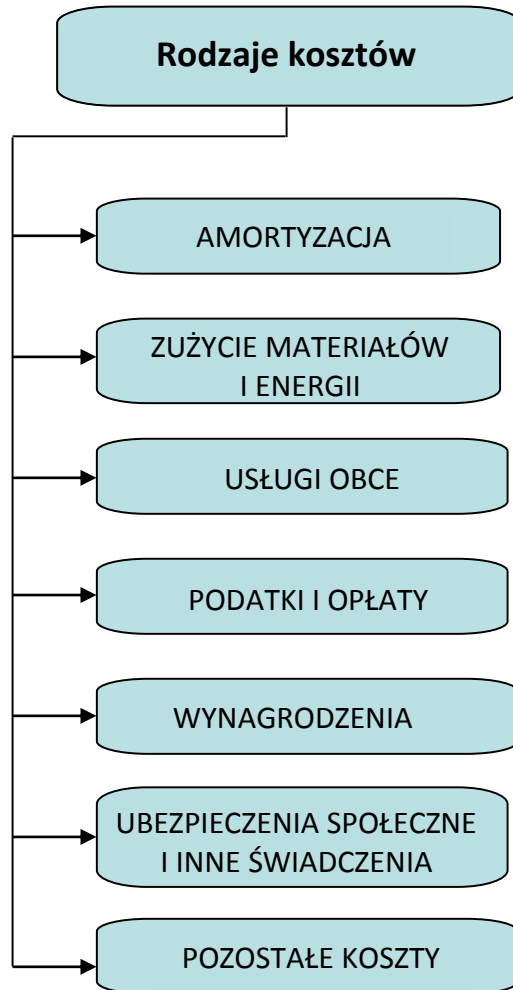 Rodzaje kosztów
AMORTYZACJA
ZUŻYCIE MATERIAŁÓW
I ENERGII
USŁUGI OBCE
PODATKI I OPŁATY
WYNAGRODZENIA
UBEZPIECZENIA SPOŁECZNE
I INNE ŚWIADCZENIA
POZOSTAŁE KOSZTY